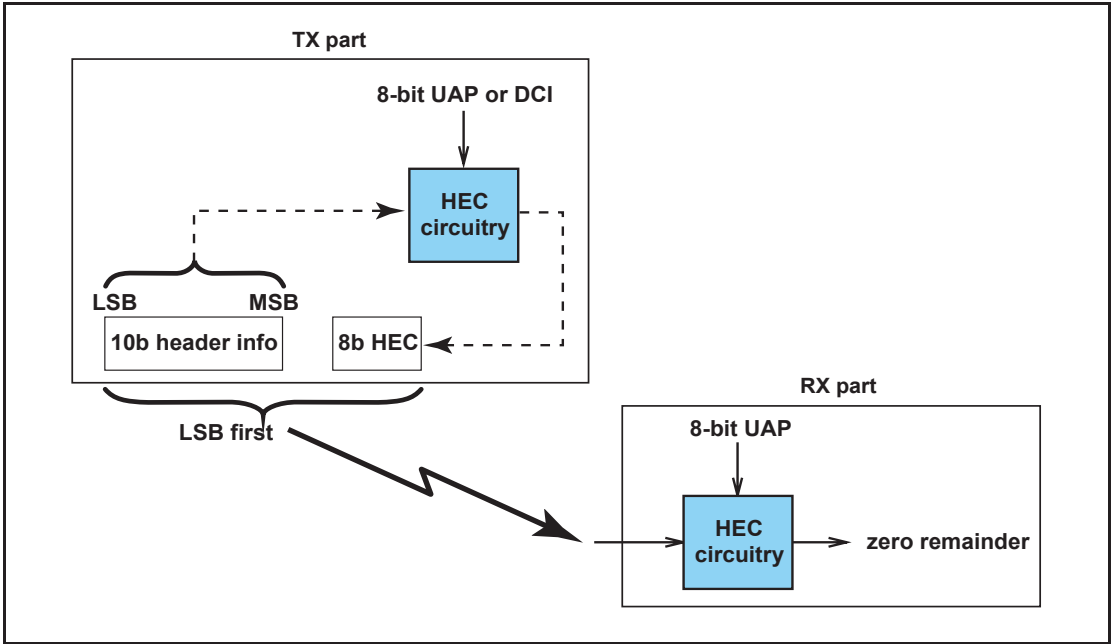 TX part
8-bit UAP or DCI
HEC
circuitry
LSB
MSB
10b header info
8b HEC
LSB first
RX part
8-bit UAP
HEC
circuitry
zero remainder